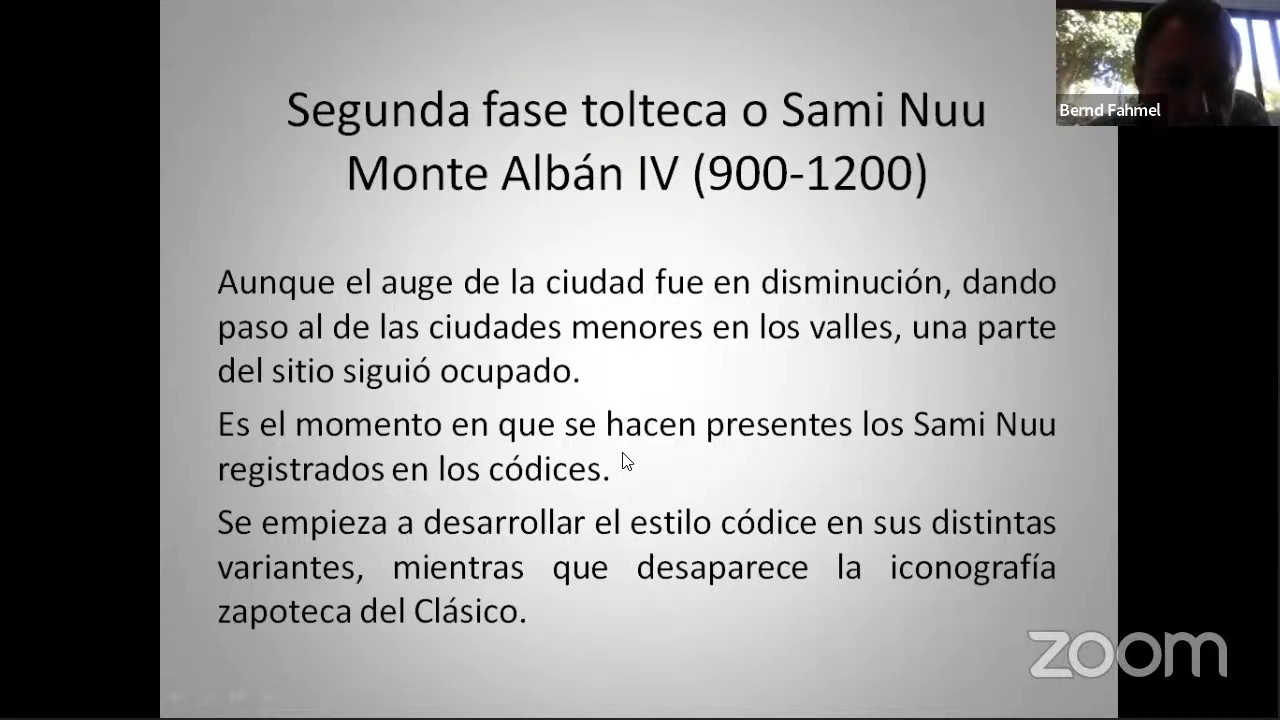 Segunda fase tolteca o Sami Nuu
Monte Albán IV (900-1200)
Bernd Fahmel
Aunque el auge de la ciudad fue en disminución, dando
paso al de las ciudades menores en los valles, una parte
del sitio siguió ocupado.
Es el momento en que se hacen presentes los Sami Nuu
registrados en los códices.
Se empieza a desarrollar el estilo códice en sus distintas
variantes, mientras que desaparece la iconografía
zapoteca del Clásico.
zoom